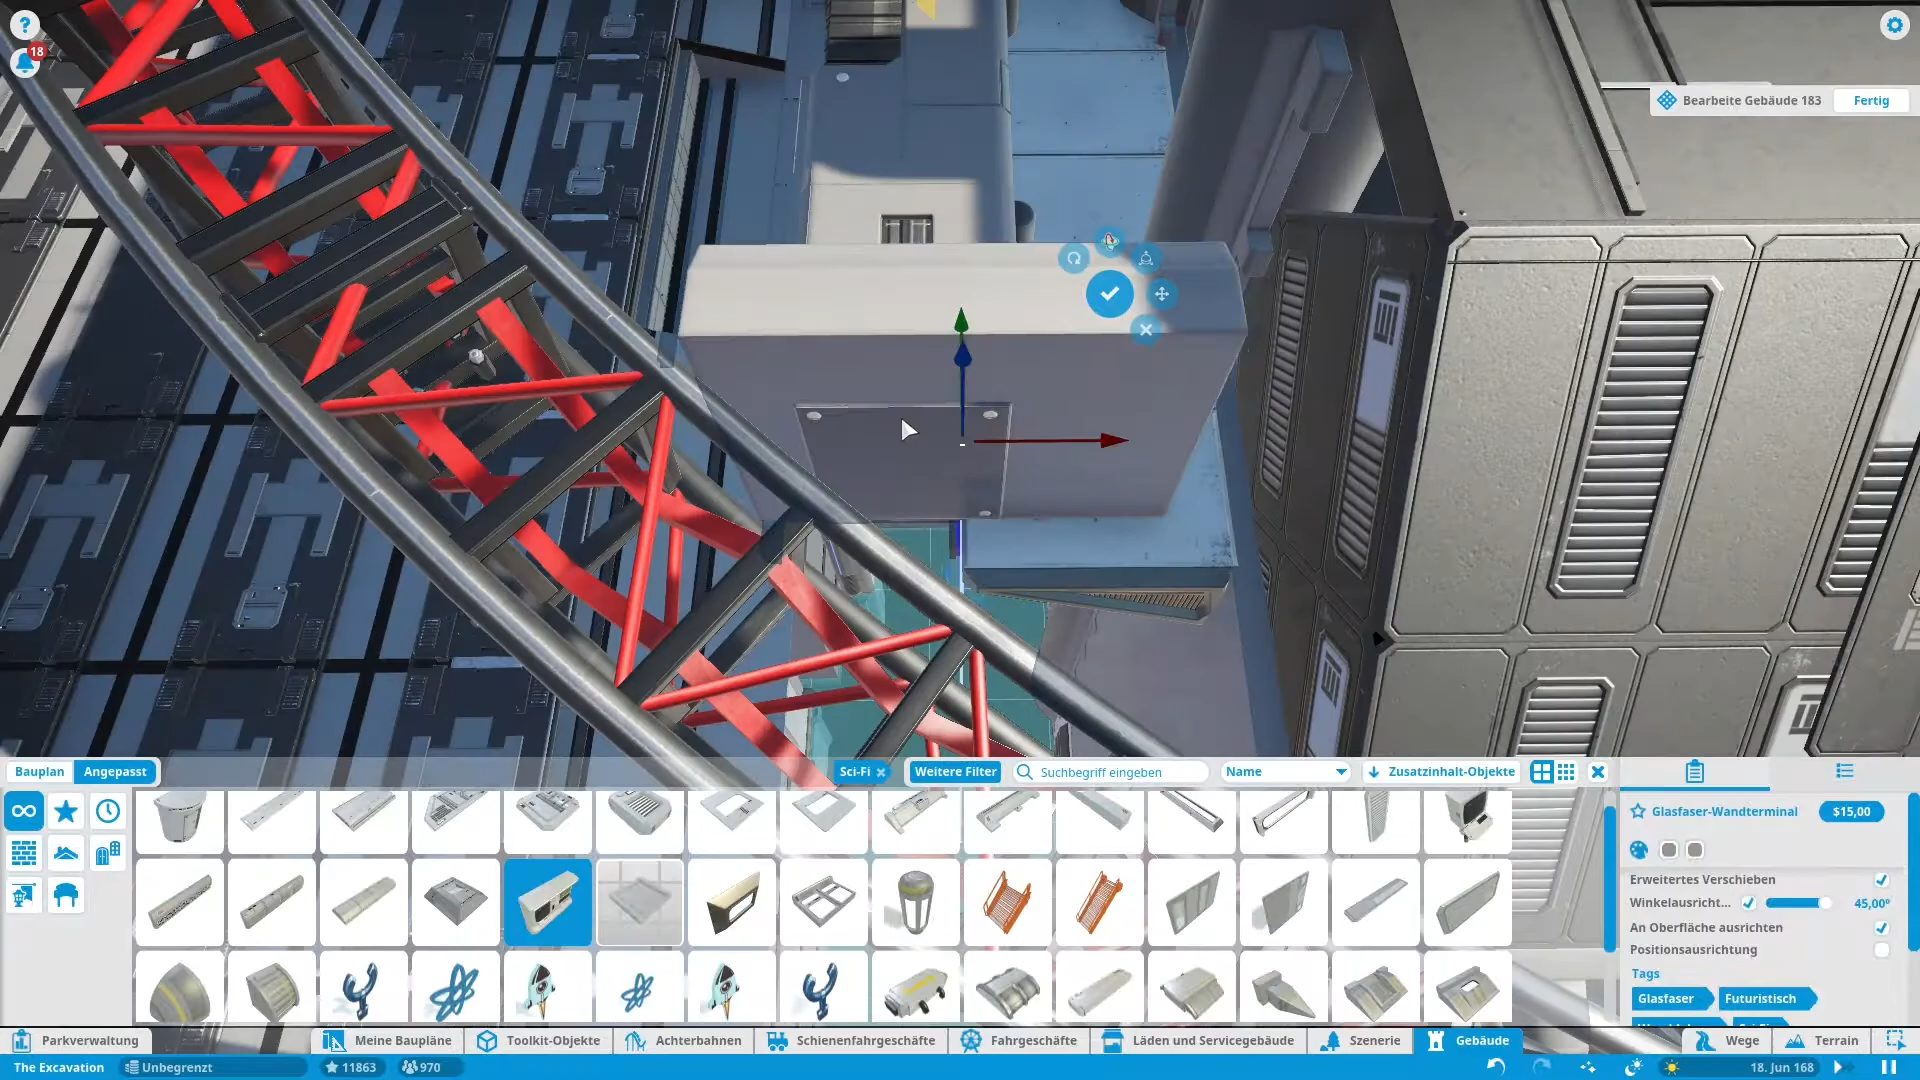 ?
18
Bearbeite Gebäude 183
Fertig
Bauplan
Angepasst
Sci-Fi
Weitere Filter
Suchbegriff eingeben
Name
Zusatzinhalt-Objekte
Glasfaser-Wandterminal
$15,00
Erweitertes Verschieben
Winkelausricht...
45,00°
An Oberfläche ausrichten
Positionsausrichtung
Tags
Glasfaser
Futuristisch
Parkverwaltung
Meine Baupläne
Toolkit-Objekte
Achterbahnen
Schienenfahrgeschäfte
Fahrgeschäfte
Läden und Servicegebäude
Szenerie
Gebäude
Wege
Terrain
The Excavation
Unbegrenzt
11863
970
18. Jun 168